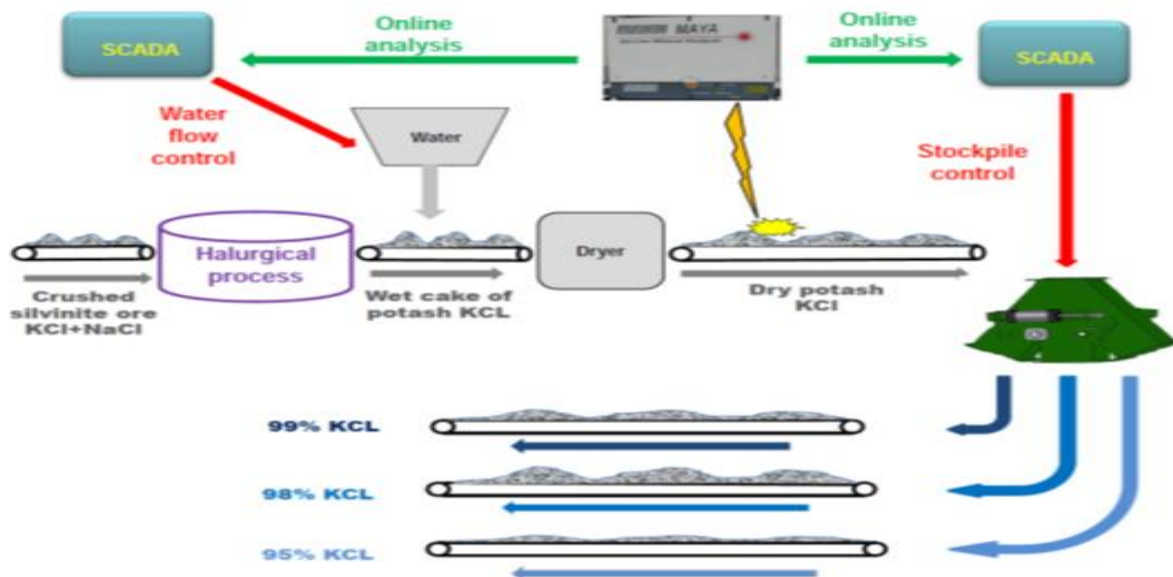 SCADA
Online
analysis
MAYA
Online
analysis
SCADA
Water
flow
control
Water
Stockpile
control
Halurgical
process
Dryer
Crushed
silvinite ore
KCl+NaCl
Wet cake of
potash KCL
Dry potash
KCl
99% KCL
98% KCL
95% KCL